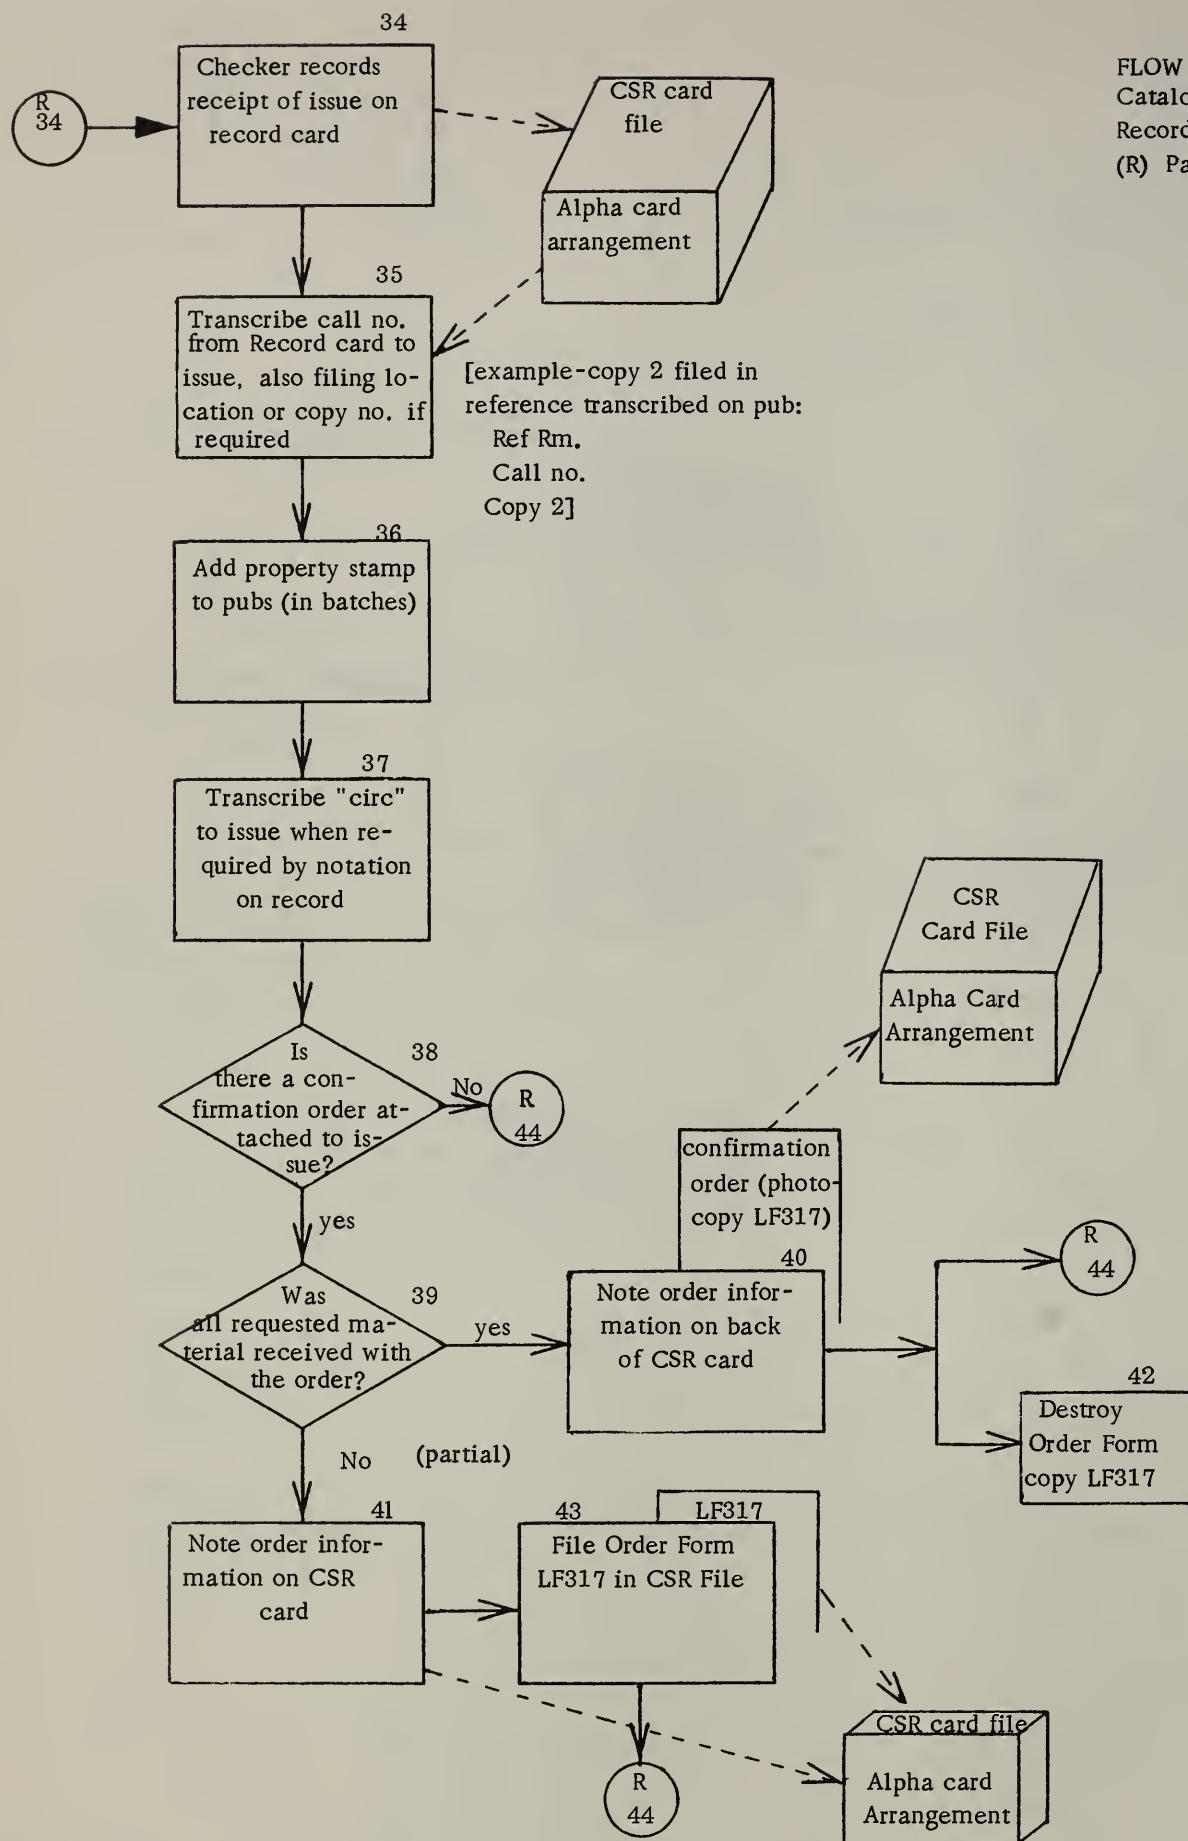 34
Checker records
receipt of issue on
record card
R
34
CSR card
file
Alpha card
arrangement
FLOW
Record
(R)
35
Transcribe call no.
from Record card to
issue, also filing lo-
cation or copy no. if
required
[example-copy 2 filed in
reference transcribed on pub:
Ref Rm.
Call no.
Copy 2]
36
Add property stamp
to pubs (in batches)
37
Transcribe "circ"
to issue when re-
quired by notation
on record
CSR
Card File
Alpha Card
Arrangement
38
Is
there a con-
firmation order at-
tached to is-
sue?
No
R
44
yes
confirmation
order (photo-
copy LF317)
39
Was
all requested ma-
terial received with
the order?
yes
40
Note order infor-
mation on back
of CSR card
R
44
42
Destroy
Order Form
copy LF317
No (partial)
41
Note order infor-
mation on CSR
card
43
LF317
File Order Form
LF317 in CSR File
R
44
CSR card file
Alpha card
Arrangement